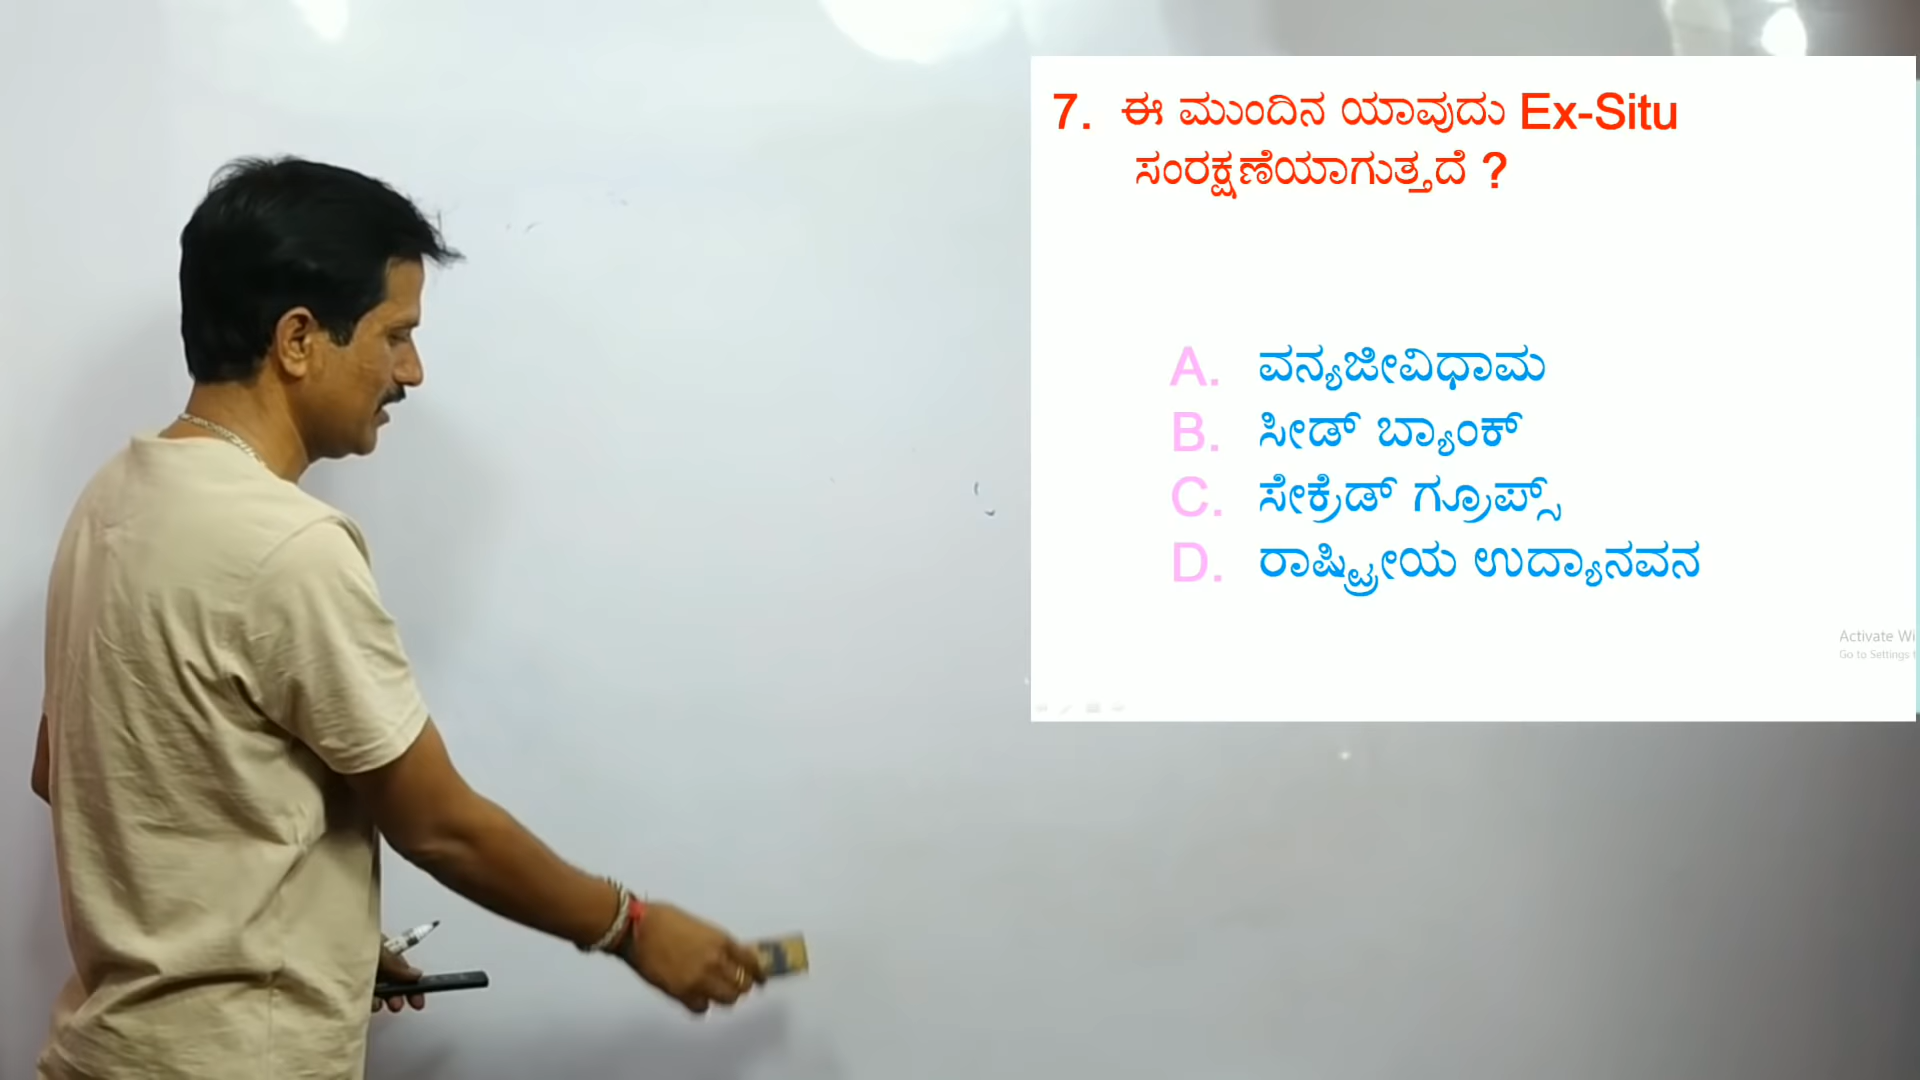 7. ಈ ಮುಂದಿನ ಯಾವುದು Ex-Situ
ಸಂರಕ್ಷಣೆಯಾಗುತ್ತದೆ ?
A. ವನ್ಯಜೀವಿಧಾಮ
B. ಸೀಡ್ ಬ್ಯಾಂಕ್
C. ಸೇಕ್ರೆಡ್ ಗ್ರೂಪ್ಸ್
D. ರಾಷ್ಟ್ರೀಯ ಉದ್ಯಾನವನ
Activate Wi
Go to Settings t